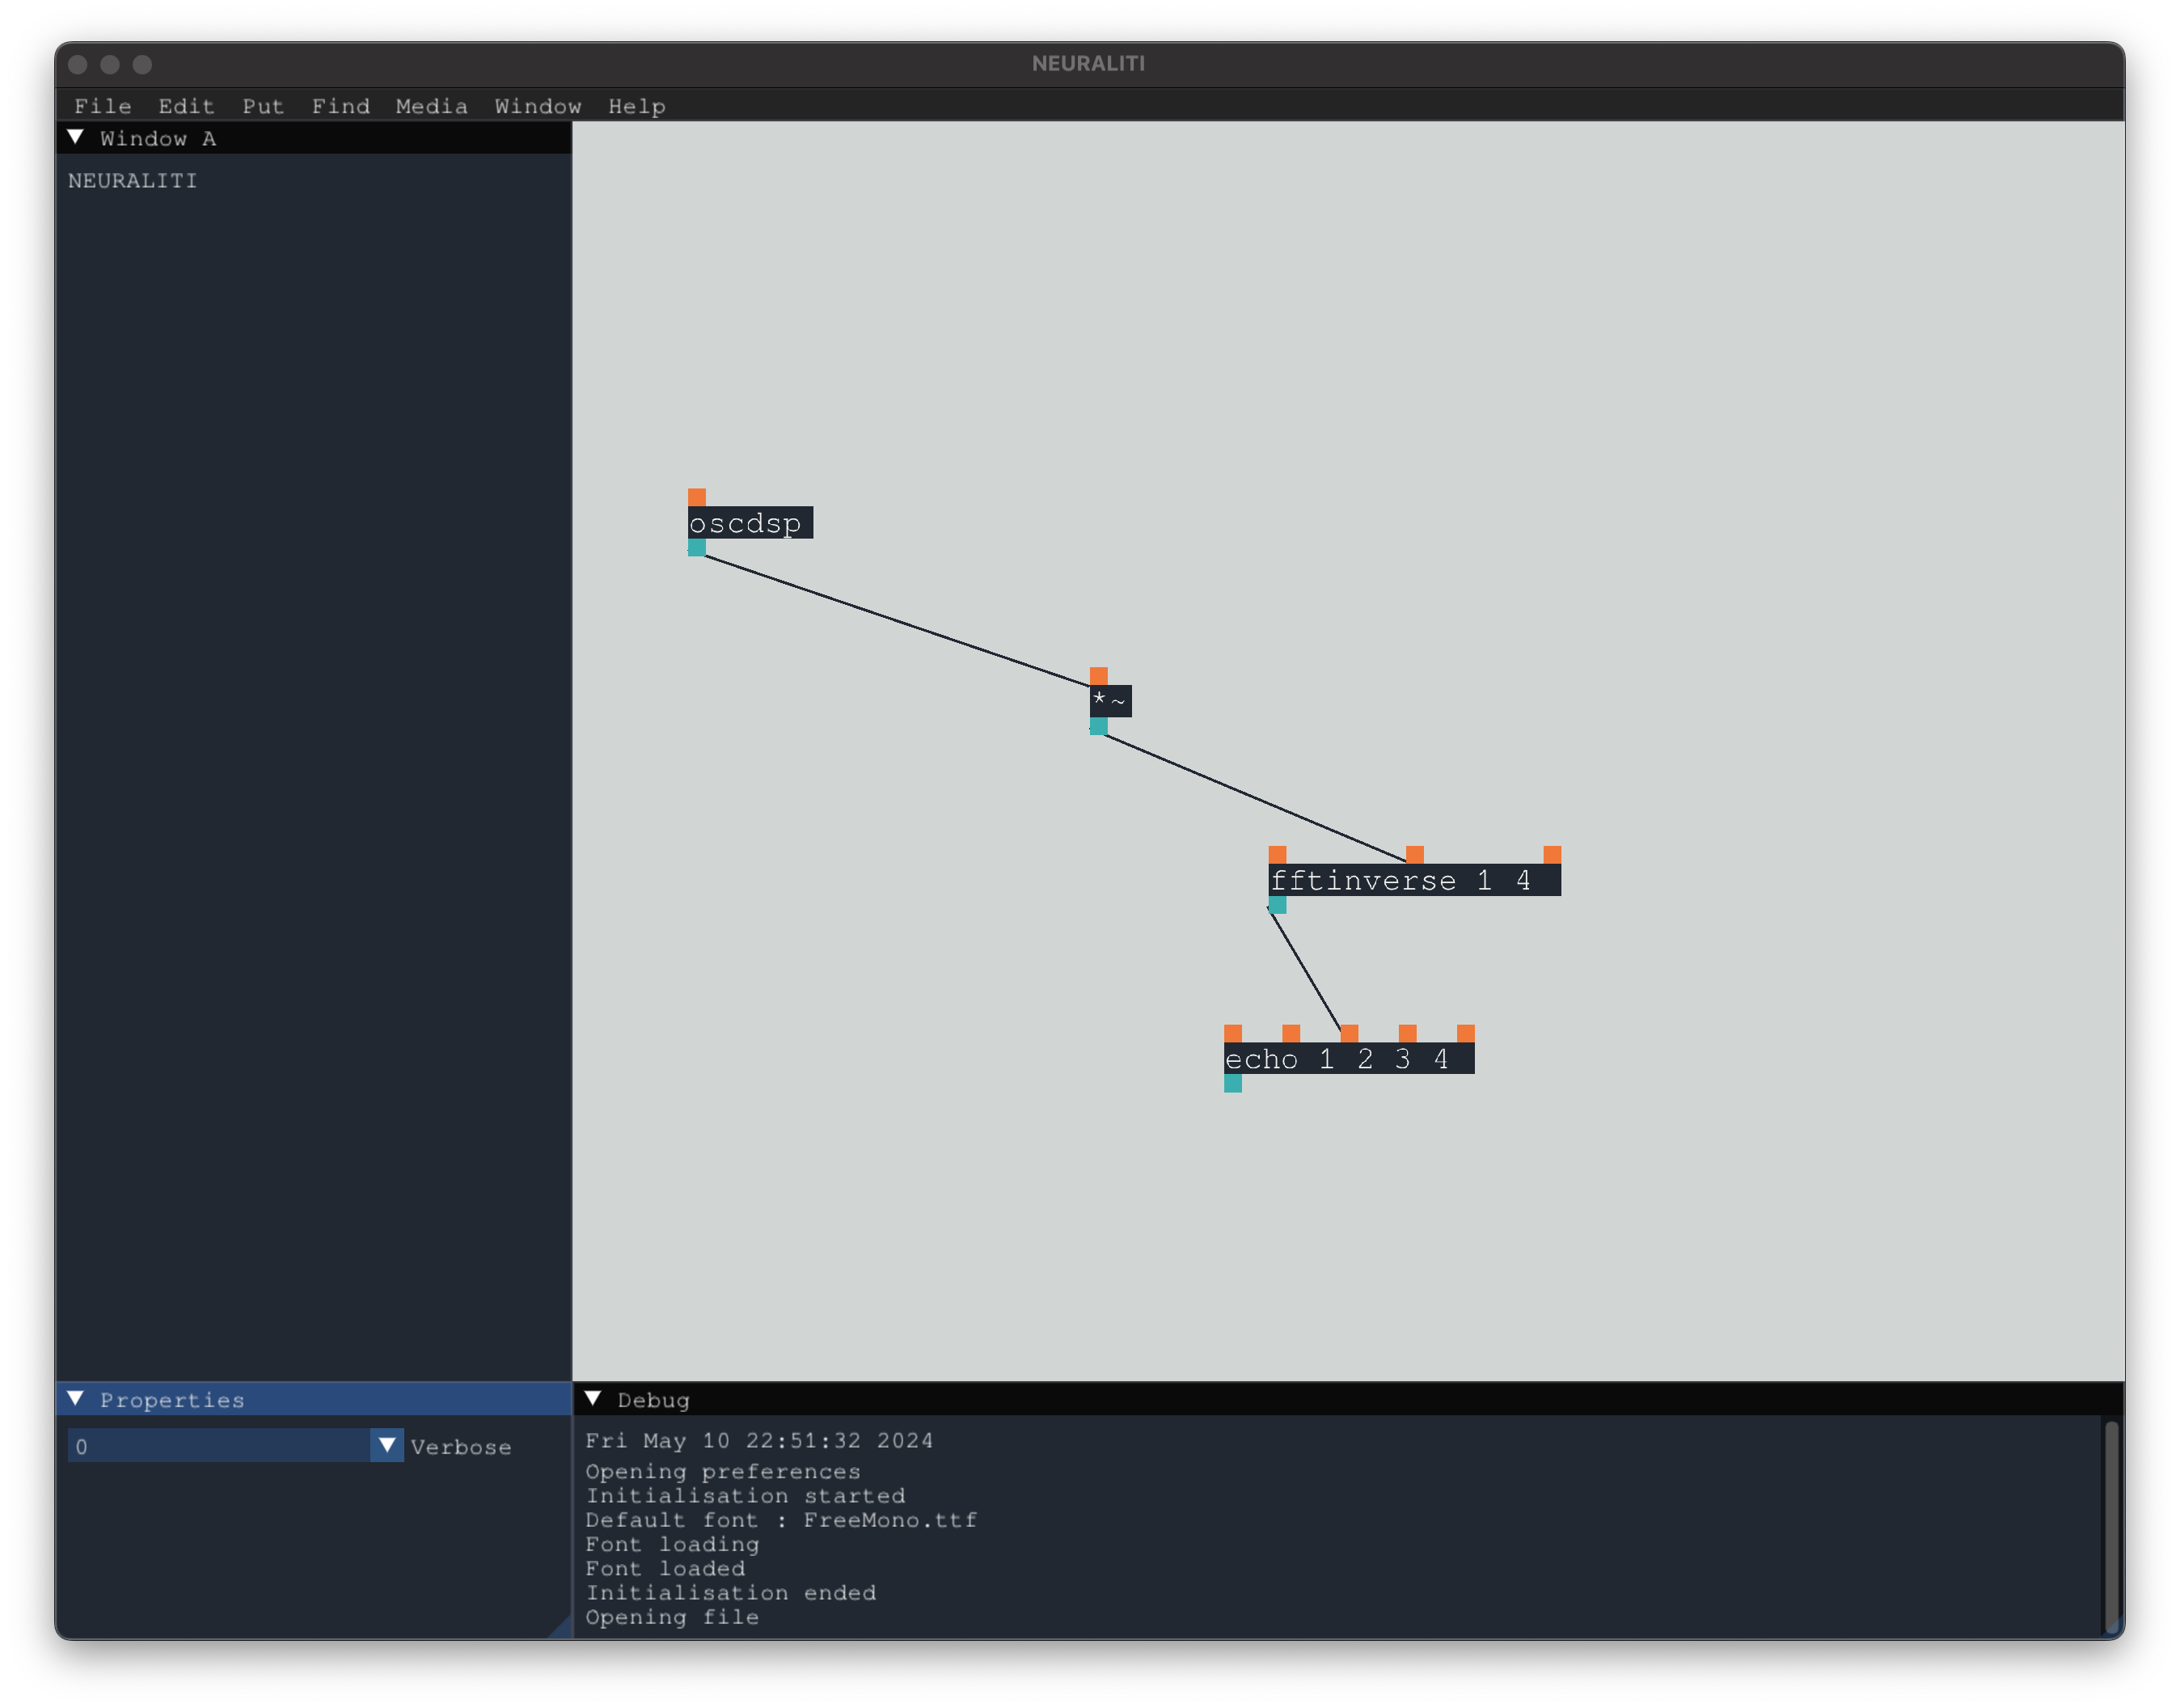 NEURALITI
File Edit Put Find Media Window Help
Window A
NEURALITI
oscdsp
*~
fftinverse 1 4
echo 1 2 3 4
Properties
0 Verbose
Debug
Fri May 10 22:51:32 2024
Opening preferences
Initialisation started
Default font : FreeMono.ttf
Font loading
Font loaded
Initialisation ended
Opening file